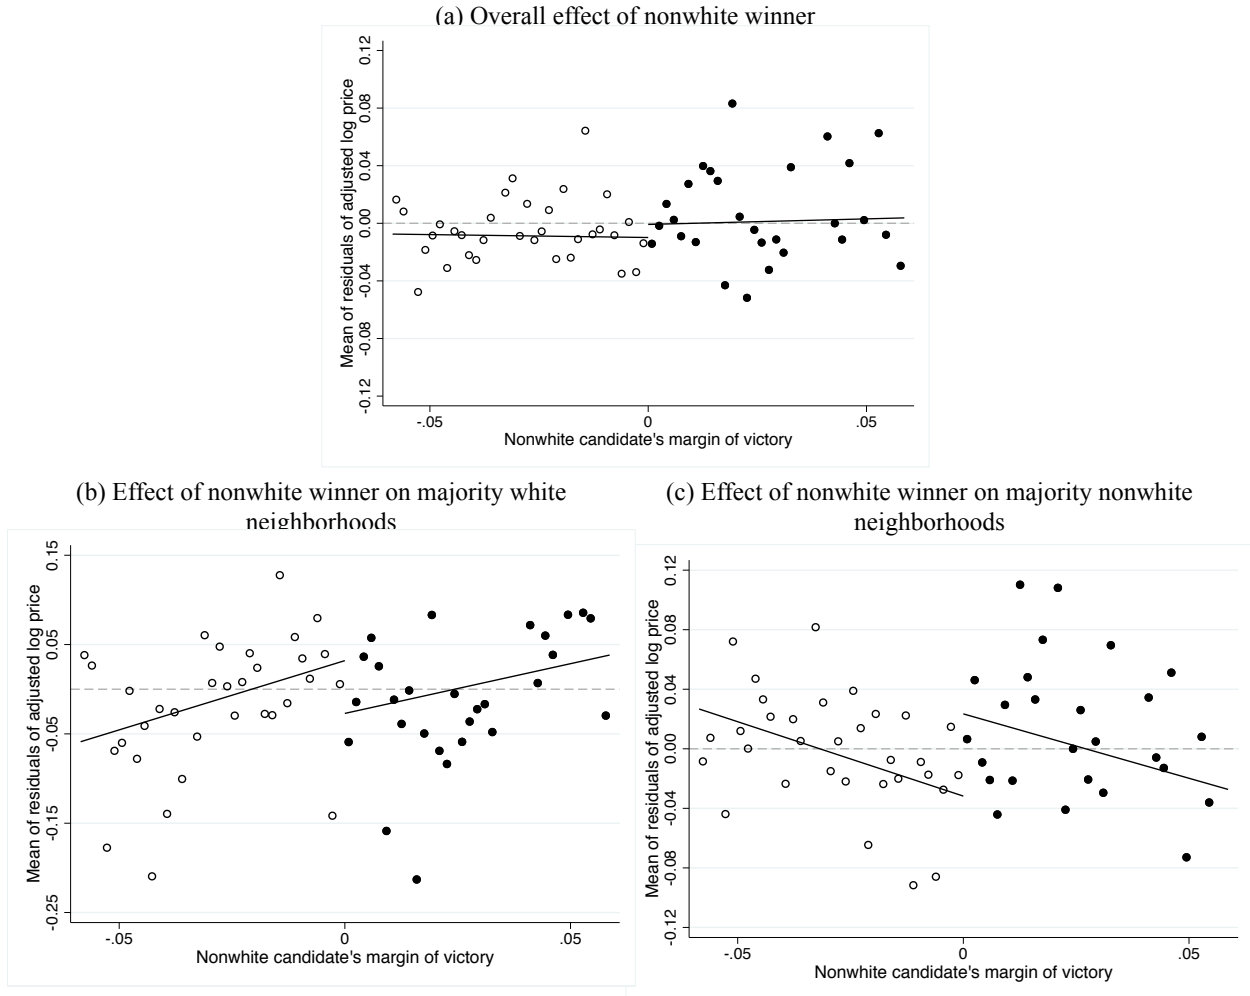 (a) Overall effect of nonwhite winner
Mean of residuals of adjusted log price
0.12
0.08
0.04
0.00
-0.04
-0.08
-0.12
-.05
0
.05
Nonwhite candidate's margin of victory
(b) Effect of nonwhite winner on majority white
neighborhoods
Mean of residuals of adjusted log price
0.15
0.05
-0.05
-0.15
-0.25
-.05
0
.05
Nonwhite candidate's margin of victory
(c) Effect of nonwhite winner on majority nonwhite
neighborhoods
Mean of residuals of adjusted log price
0.12
0.08
0.04
0.00
-0.04
-0.08
-0.12
-.05
0
.05
Nonwhite candidate's margin of victory